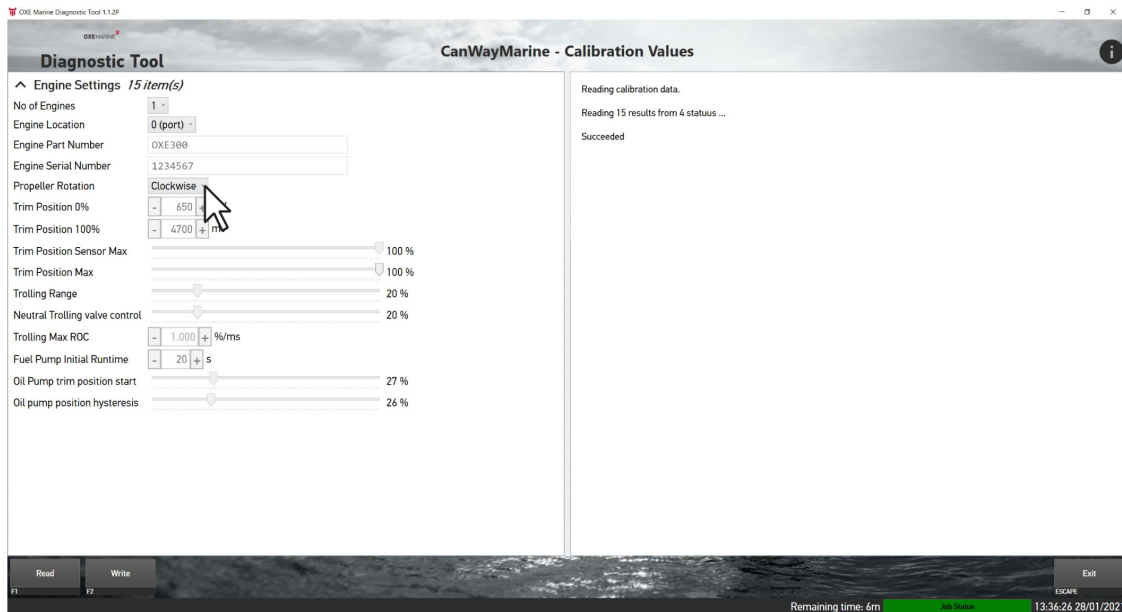 OXE Marine Diagnostic Tool 1.1.2P
OXE MARINE
Diagnostic Tool
CanWayMarine - Calibration Values
i
Engine Settings 15 item(s)
No of Engines 1
Engine Location 0 (port)
Engine Part Number OXE300
Engine Serial Number 1234567
Propeller Rotation Clockwise
Trim Position 0% - 650 +
Trim Position 100% - 4700 +
Trim Position Sensor Max 100 %
Trim Position Max 100 %
Trolling Range 20 %
Neutral Trolling valve control 20 %
Trolling Max ROC - 1.000 + %/ms
Fuel Pump Initial Runtime - 20 + s
Oil Pump trim position start 27 %
Oil pump position hysteresis 26 %
Reading calibration data.
Reading 15 results from 4 statuus ...
Succeeded
Read
F1
Write
F2
Exit
ESCAPE
Remaining time: 6m Job Status 13:36:26 28/01/202